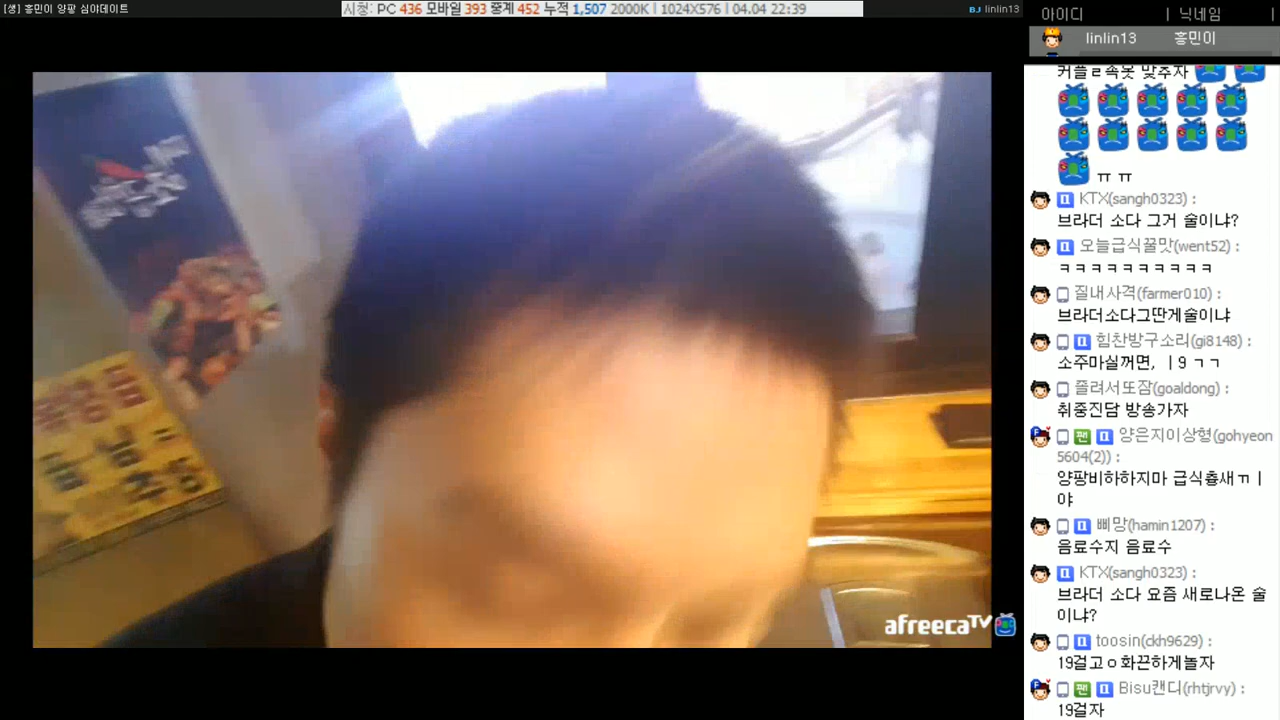 [생] 홍민이 양팡 심야데이트
시청: PC 436 모바일 393 중계 452 누적 1,507 2000K | 1024X576 | 04.04 22:39
BJ linlin13
아이디 | 닉네임 |
linlin13 홍민이
커플ㄹ속옷 맞추자
ㅠㅠ
KTX(sangh0323) :
브라더 소다 그거 술이냐?
오늘급식꿀맛(went52) :
ㅋㅋㅋㅋㅋㅋㅋㅋㅋㅋ
질내사격(farmer010) :
브라더소다그딴게술이냐
힘찬방구소리(gi8148) :
소주마실꺼면, ㅣ9 ㄱㄱ
쫄려서또잠(goaldong) :
취중진담 방송가자
팬 양은지이상형(gohyeon
5604(2)) :
양팡비하하지마 급식춍새ㄲㅣ
야
삐망(hamin1207) :
음료수지 음료수
KTX(sangh0323) :
브라더 소다 요즘 새로나온 술
이냐?
toosin(ckh9629) :
19걸고ㅇ화끈하게놀자
팬 Bisu캔디(rhtjrvy) :
19걸자
afreecaTV